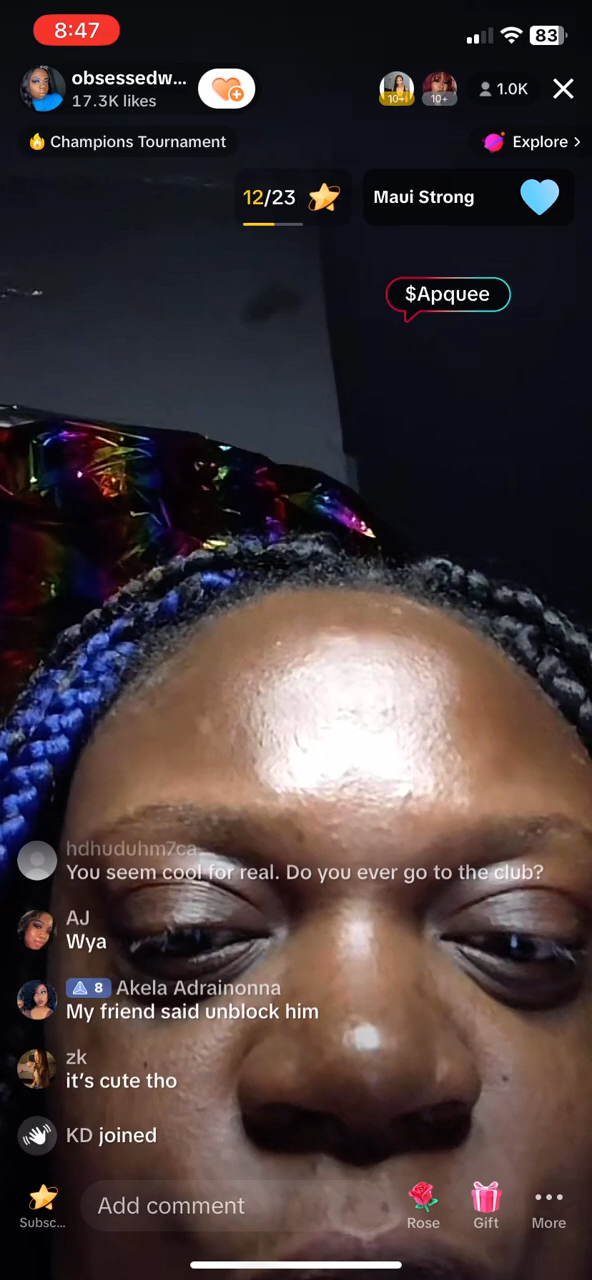 8:47
83
obsessedw...
17.3K likes
10+
10+
1.0K
Champions Tournament
Explore >
12/23
Maui Strong
$Apquee
hdhuduhm7ca
You seem cool for real. Do you ever go to the club?
AJ
Wya
8 Akela Adrainonna
My friend said unblock him
zk
it's cute tho
KD joined
Subsc...
Add comment
Rose
Gift
More